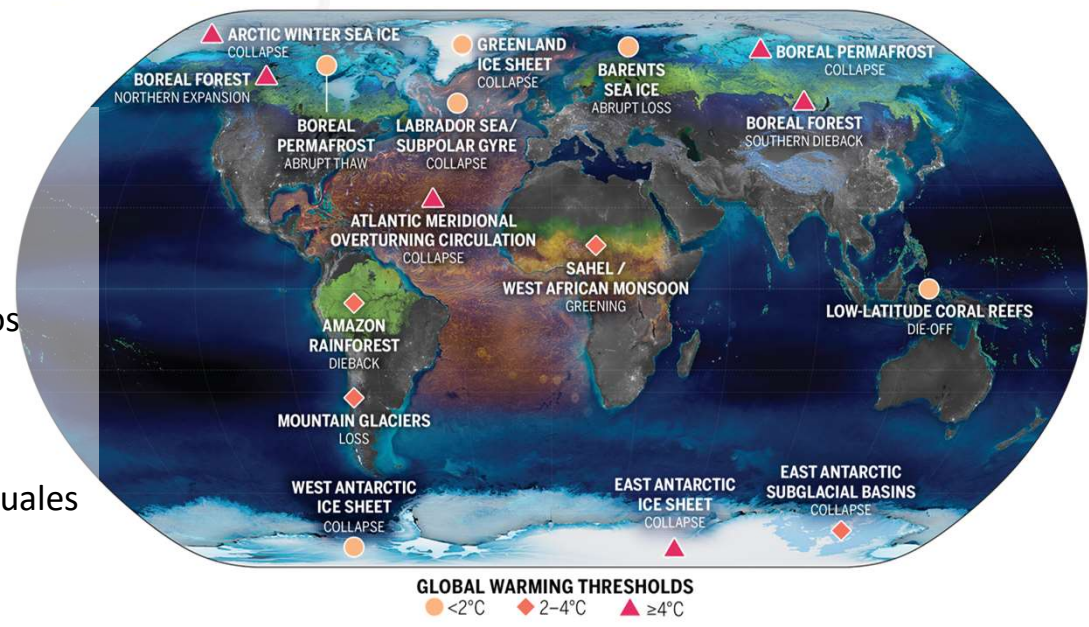 ARCTIC WINTER SEA ICE
COLLAPSE
BOREAL FOREST
NORTHERN EXPANSION
BOREAL
PERMAFROST
ABRUPT THAW
GREENLAND
ICE SHEET
COLLAPSE
LABRADOR SEA/
SUBPOLAR GYRE
COLLAPSE
BARENTS
SEA ICE
ABRUPT LOSS
BOREAL PERMAFROST
COLLAPSE
BOREAL FOREST
SOUTHERN DIEBACK
ATLANTIC MERIDIONAL
OVERTURNING CIRCULATION
COLLAPSE
SAHEL /
WEST AFRICAN MONSOON
GREENING
LOW-LATITUDE CORAL REEFS
DIE-OFF
os
AMAZON
RAINFOREST
DIEBACK
MOUNTAIN GLACIERS
LOSS
uales
WEST ANTARCTIC
ICE SHEET
COLLAPSE
EAST ANTARCTIC
ICE SHEET
COLLAPSE
EAST ANTARCTIC
SUBGLACIAL BASINS
COLLAPSE
GLOBAL WARMING THRESHOLDS
<2°C 2–4°C ≥4°C